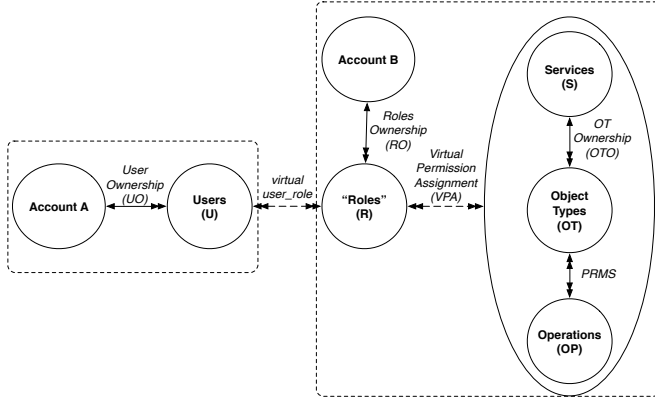 Account A
User
Ownership
(UO)
Users
(U)
virtual
user_role
Account B
Roles
Ownership
(RO)
“Roles”
(R)
Virtual
Permission
Assignment
(VPA)
Services
(S)
OT
Ownership
(OTO)
Object
Types
(OT)
PRMS
Operations
(OP)